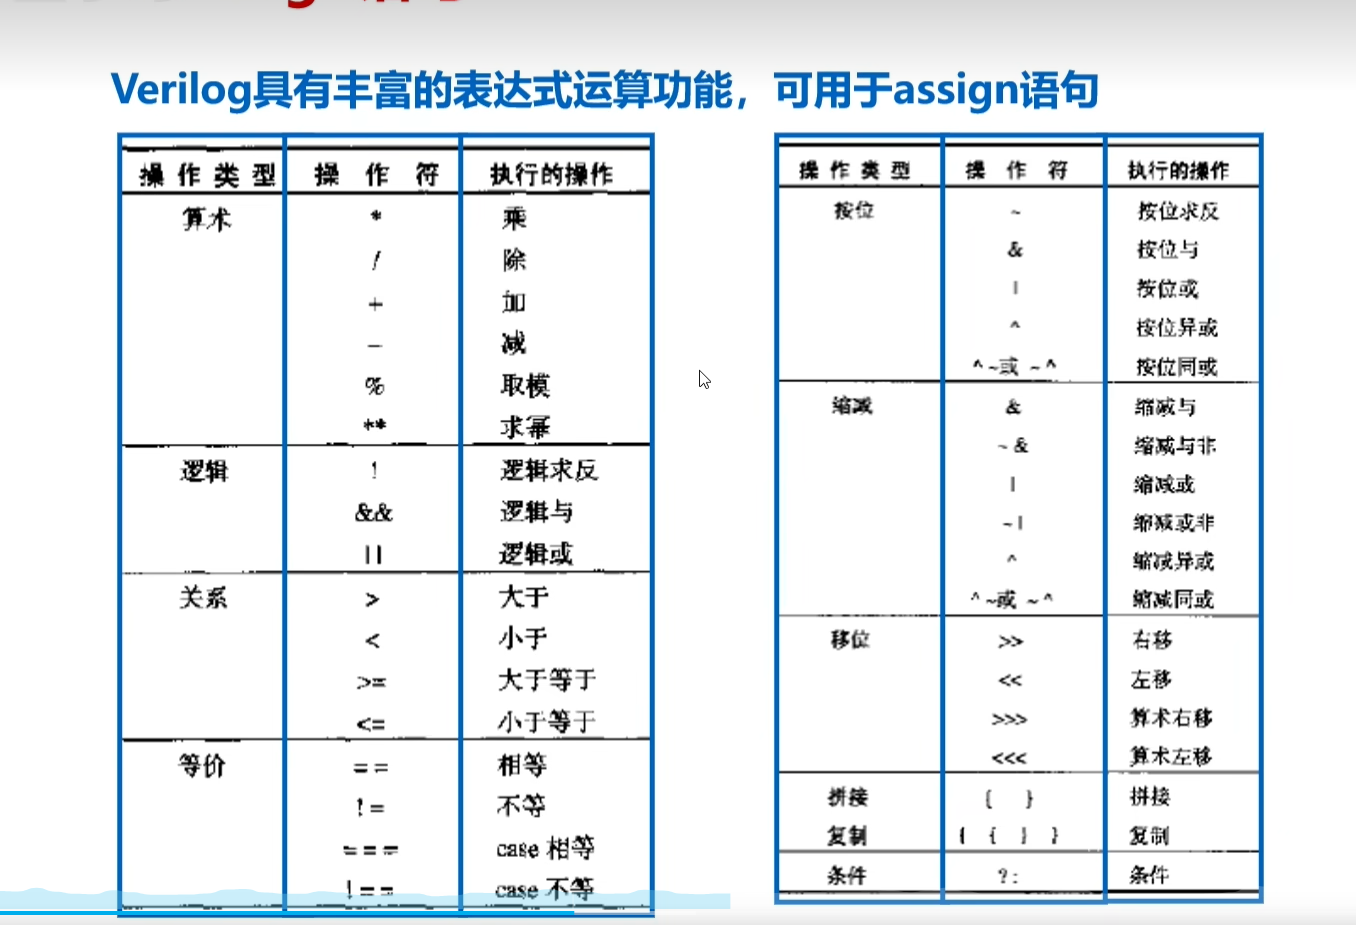 Verilog具有丰富的表达式运算功能，可用于assign语句
操作类型 操作符 执行的操作
算术 * 乘
/ 除
+ 加
− 减
% 取模
** 求幂
逻辑 ! 逻辑求反
&& 逻辑与
|| 逻辑或
关系 > 大于
< 小于
>= 大于等于
<= 小于等于
等价 == 相等
!= 不等
=== case 相等
!== case 不等
操作类型 操作符 执行的操作
按位 ~ 按位求反
& 按位与
| 按位或
^ 按位异或
^~或 ~^ 按位同或
缩减 & 缩减与
~& 缩减与非
| 缩减或
~| 缩减或非
^ 缩减异或
^~或 ~^ 缩减同或
移位 >> 右移
<< 左移
>>> 算术右移
<<< 算术左移
拼接 { } 拼接
复制 { { } } 复制
条件 ?: 条件